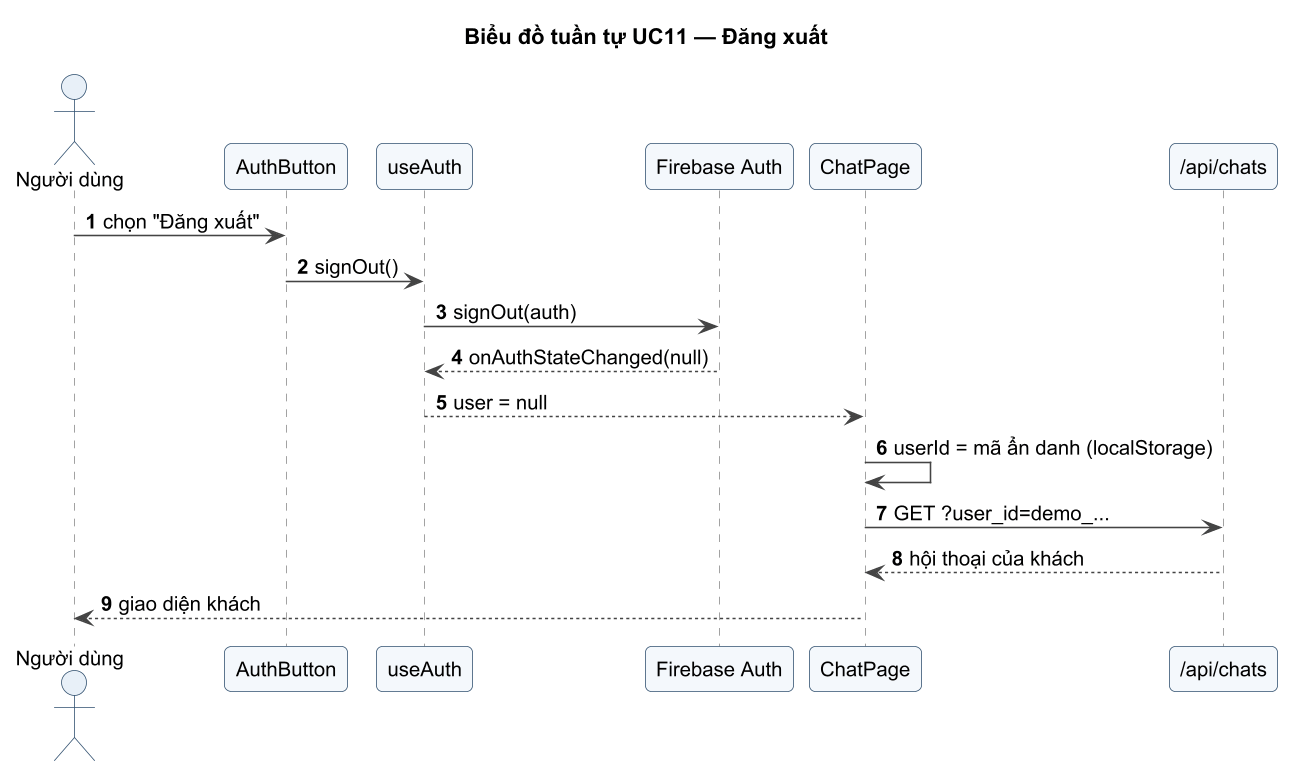 Biểu đồ tuần tự UC11 — Đăng xuất
Người dùng
AuthButton
useAuth
Firebase Auth
ChatPage
/api/chats
1 chọn "Đăng xuất"
2 signOut()
3 signOut(auth)
4 onAuthStateChanged(null)
5 user = null
6 userId = mã ẩn danh (localStorage)
7 GET ?user_id=demo_...
8 hội thoại của khách
9 giao diện khách
Người dùng
AuthButton
useAuth
Firebase Auth
ChatPage
/api/chats